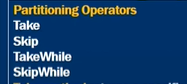 Partitioning Operators
Take
Skip
TakeWhile
SkipWhile